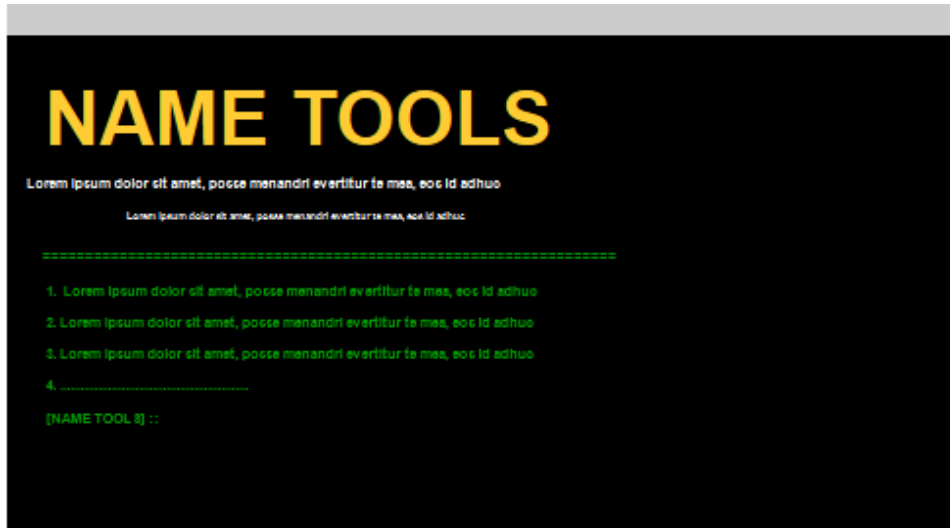 NAME TOOLS
Lorem ipsum dolor sit amet, posse menandri evertitur te mea, eos id adhuc
Lorem ipsum dolor sit amet, posse menandri evertitur te mea, eos id adhuc
===================================================================
1. Lorem ipsum dolor sit amet, posse menandri evertitur te mea, eos id adhuc
2. Lorem ipsum dolor sit amet, posse menandri evertitur te mea, eos id adhuc
3. Lorem ipsum dolor sit amet, posse menandri evertitur te mea, eos id adhuc
4. .......................................................
[NAME TOOL 8] ::